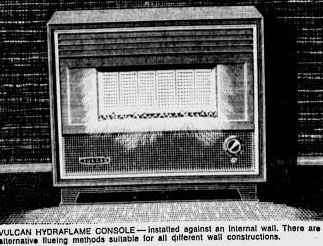 VULCAN
VULCAN HYDRAFLAME CONSOLE — installed against an internal wall. There are
alternative flueing methods suitable for all different wall constructions.